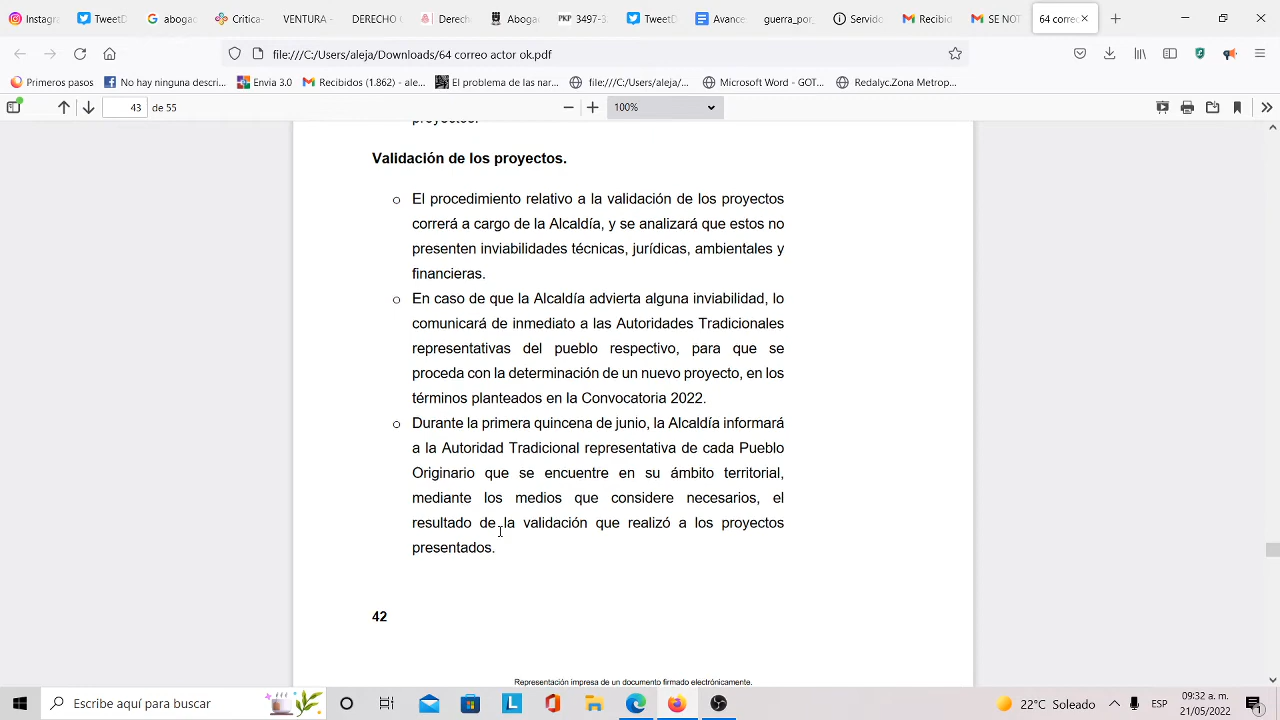 Instagra
TweetD
abogac
Critica -
VENTURA -
DERECHO (
Derech
Abogar
PKP 3497-3
TweetD
Avance
guerra_por_
Servido
Recibid
SE NOT
64 corre
file:///C:/Users/aleja/Downloads/64 correo actor ok.pdf
Primeros pasos
No hay ninguna descri...
Envia 3.0
Recibidos (1.862) - ale...
El problema de las nar...
file:///C:/Users/aleja/...
Microsoft Word - GOT...
Redalyc.Zona Metrop...
43 de 55
100%
proyectos.
Validación de los proyectos.
o El procedimiento relativo a la validación de los proyectos
correrá a cargo de la Alcaldía, y se analizará que estos no
presenten inviabilidades técnicas, jurídicas, ambientales y
financieras.
o En caso de que la Alcaldía advierta alguna inviabilidad, lo
comunicará de inmediato a las Autoridades Tradicionales
representativas del pueblo respectivo, para que se
proceda con la determinación de un nuevo proyecto, en los
términos planteados en la Convocatoria 2022.
o Durante la primera quincena de junio, la Alcaldía informará
a la Autoridad Tradicional representativa de cada Pueblo
Originario que se encuentre en su ámbito territorial,
mediante los medios que considere necesarios, el
resultado de la validación que realizó a los proyectos
presentados.
42
Representación impresa de un documento firmado electrónicamente.
Escribe aquí para buscar
22°C Soleado
ESP
09:32 a. m.
21/05/2022